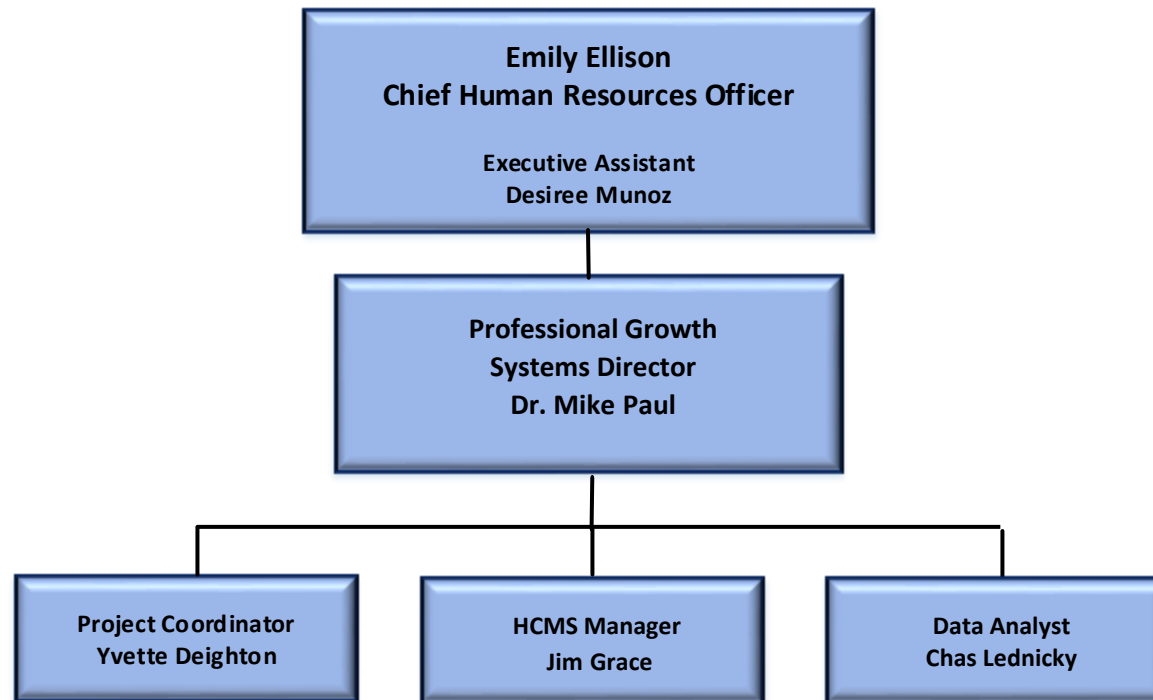 Emily Ellison
Chief Human Resources Officer
Executive Assistant
Desiree Munoz
Professional Growth
Systems Director
Dr. Mike Paul
Project Coordinator
Yvette Deighton
HCMS Manager
Jim Grace
Data Analyst
Chas Lednicky